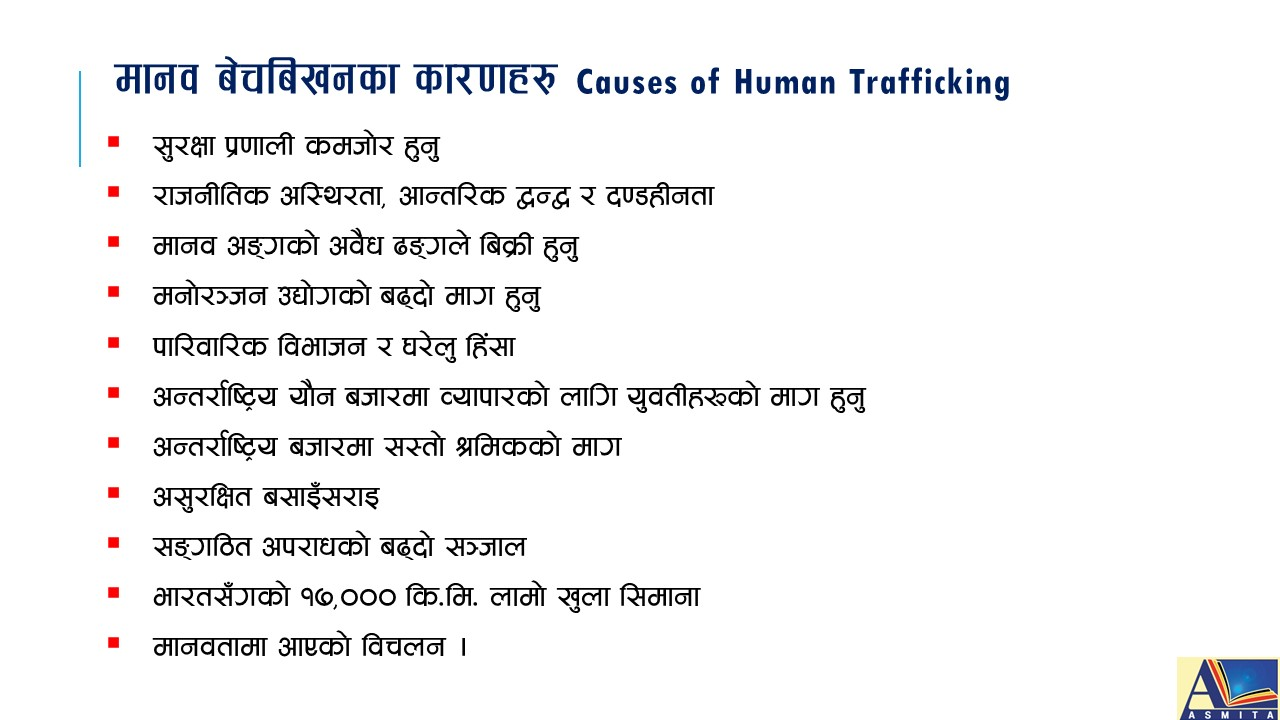 मानव बेचबिखनका कारणहरु Causes of Human Trafficking
सुरक्षा प्रणाली कमजोर हुनु
राजनीतिक अस्थिरता, आन्तरिक द्वन्द्व र दण्डहीनता
मानव अङ्गको अवैध ढङ्गले बिक्री हुनु
मनोरञ्जन उद्योगको बढ्दो माग हुनु
पारिवारिक विभाजन र घरेलु हिंसा
अन्तर्राष्ट्रिय यौन बजारमा व्यापारको लागि युवतीहरूको माग हुनु
अन्तर्राष्ट्रिय बजारमा सस्तो श्रमिकको माग
असुरक्षित बसाइँसराइ
सङ्गठित अपराधको बढ्दो सञ्जाल
भारतसँगको १७,००० कि.मि. लामो खुला सिमाना
मानवतामा आएको विचलन ।
ASMITA